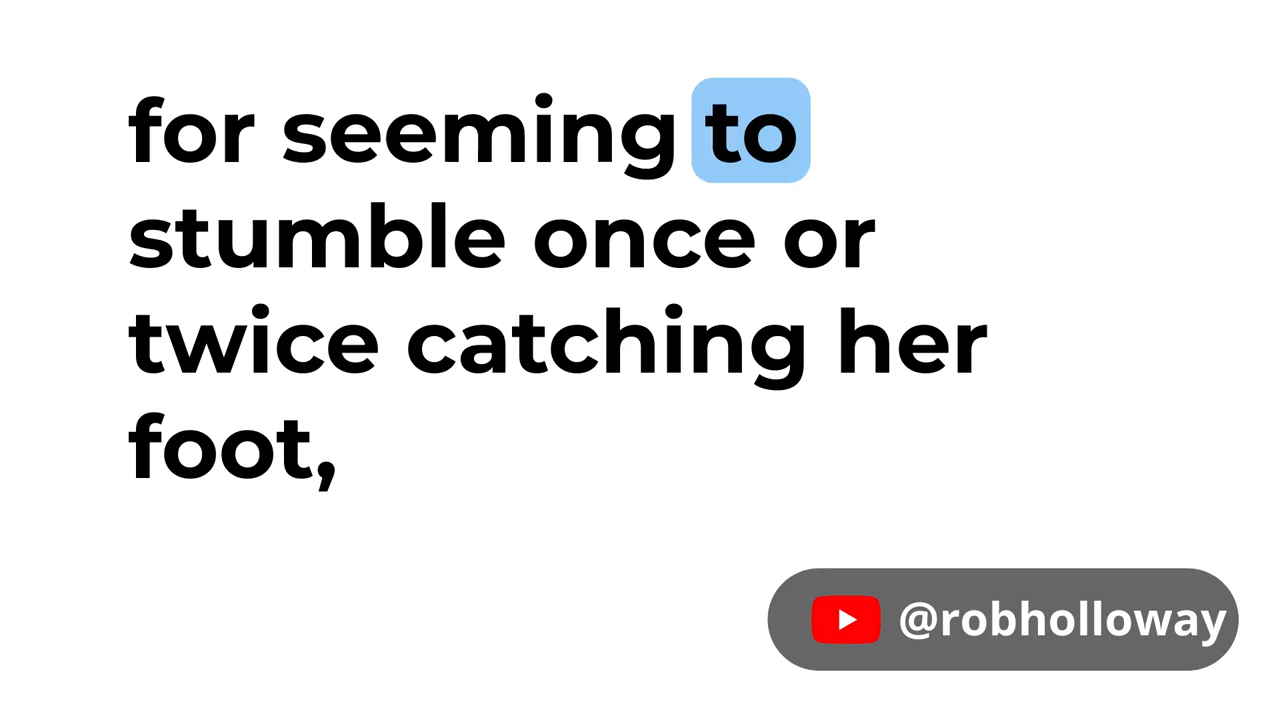 for seeming to
stumble once or
twice catching her
foot,
@robholloway